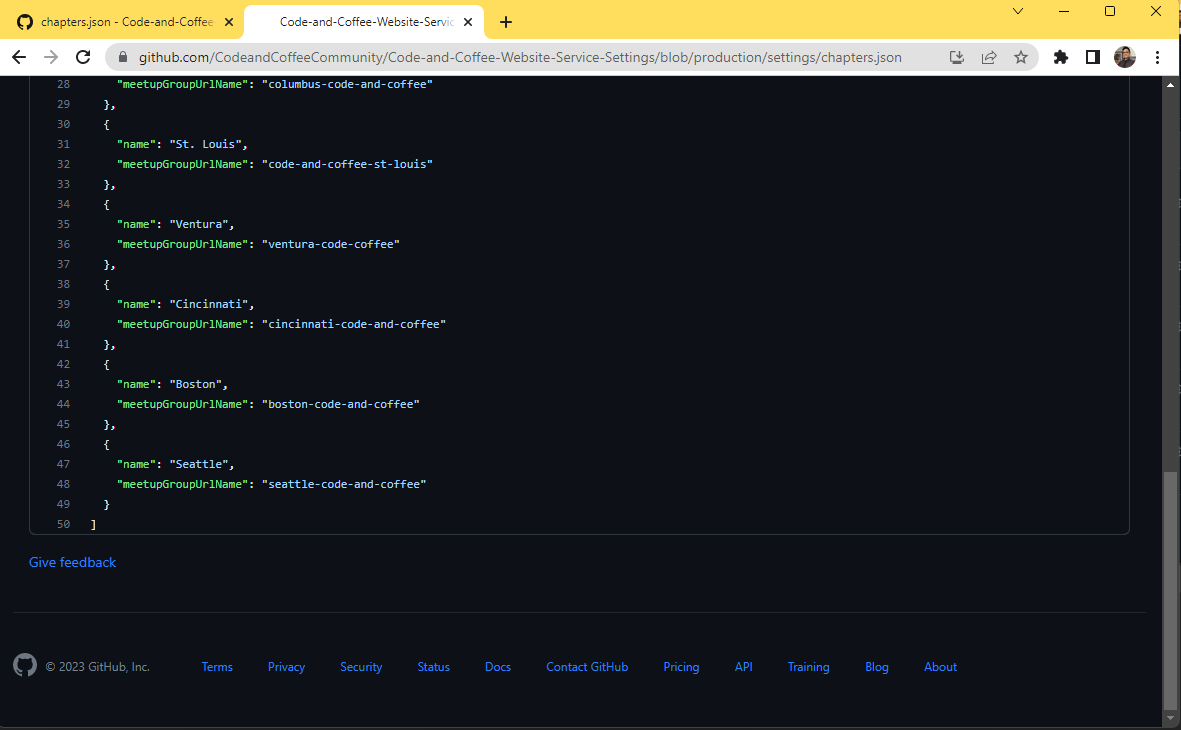 chapters.json - Code-and-Coffee
Code-and-Coffee-Website-Servic
github.com/CodeandCoffeeCommunity/Code-and-Coffee-Website-Service-Settings/blob/production/settings/chapters.json
28 "meetupGroupUrlName": "columbus-code-and-coffee"
29 },
30 {
31 "name": "St. Louis",
32 "meetupGroupUrlName": "code-and-coffee-st-louis"
33 },
34 {
35 "name": "Ventura",
36 "meetupGroupUrlName": "ventura-code-coffee"
37 },
38 {
39 "name": "Cincinnati",
40 "meetupGroupUrlName": "cincinnati-code-and-coffee"
41 },
42 {
43 "name": "Boston",
44 "meetupGroupUrlName": "boston-code-and-coffee"
45 },
46 {
47 "name": "Seattle",
48 "meetupGroupUrlName": "seattle-code-and-coffee"
49 }
50 ]
Give feedback
© 2023 GitHub, Inc. Terms Privacy Security Status Docs Contact GitHub Pricing API Training Blog About